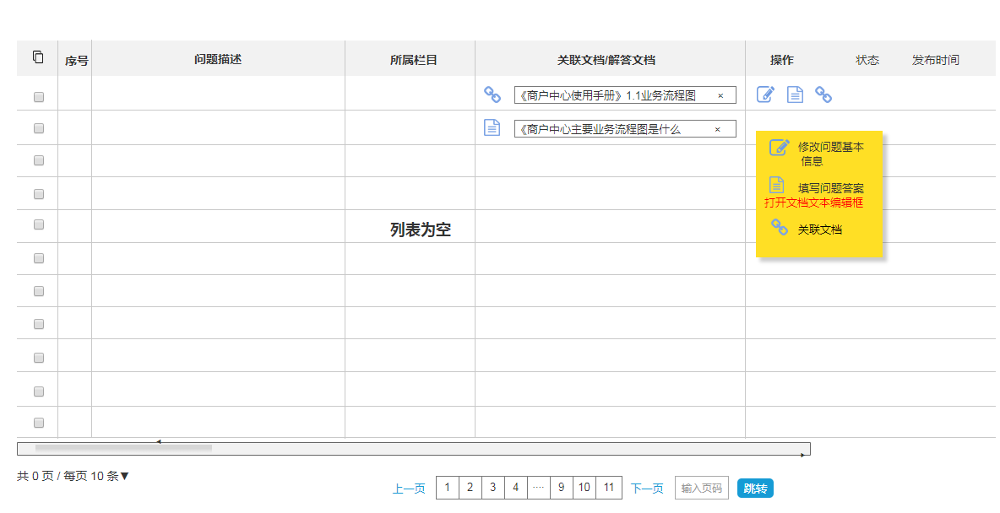 序号 问题描述 所属栏目 关联文档/解答文档 操作 状态 发布时间
《商户中心使用手册》1.1业务流程图 ×
《商户中心主要业务流程图是什么 ×
修改问题基本
信息
填写问题答案
打开文档文本编辑框
关联文档
列表为空
共 0 页 / 每页 10 条▼
上一页 1 2 3 4 ···· 9 10 11 下一页 输入页码 跳转